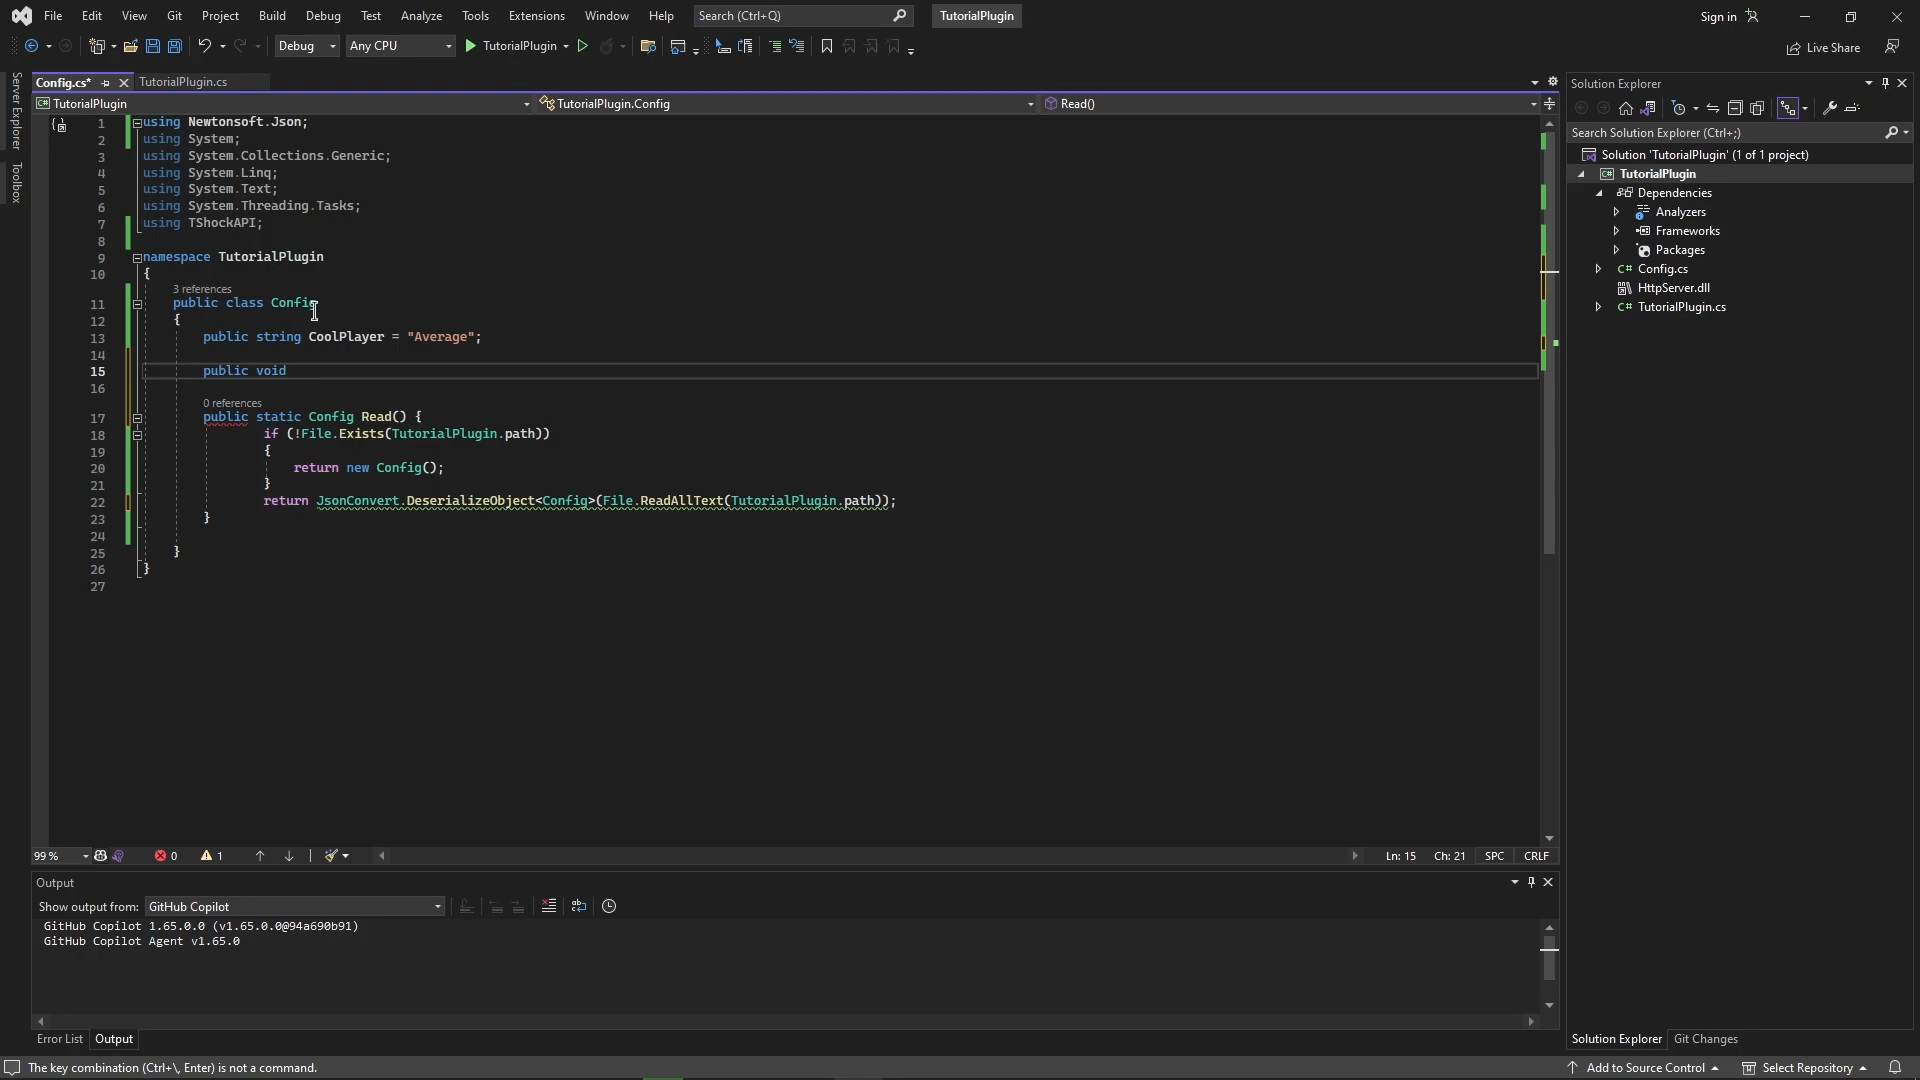 File Edit View Git Project Build Debug Test Analyze Tools Extensions Window Help Search (Ctrl+Q) TutorialPlugin Sign in
Debug Any CPU TutorialPlugin Live Share
Server Explorer
Toolbox
Config.cs* TutorialPlugin.cs
TutorialPlugin TutorialPlugin.Config Read()
1 using Newtonsoft.Json;
2 using System;
3 using System.Collections.Generic;
4 using System.Linq;
5 using System.Text;
6 using System.Threading.Tasks;
7 using TShockAPI;
8
9 namespace TutorialPlugin
10 {
3 references
11 public class Config
12 {
13 public string CoolPlayer = "Average";
14
15 public void
16
0 references
17 public static Config Read() {
18 if (!File.Exists(TutorialPlugin.path))
19 {
20 return new Config();
21 }
22 return JsonConvert.DeserializeObject<Config>(File.ReadAllText(TutorialPlugin.path));
23 }
24
25 }
26 }
27
99 % 0 1 Ln: 15 Ch: 21 SPC CRLF
Output
Show output from: GitHub Copilot
GitHub Copilot 1.65.0.0 (v1.65.0.0@94a690b91)
GitHub Copilot Agent v1.65.0
Error List Output
Solution Explorer
Search Solution Explorer (Ctrl+;)
Solution 'TutorialPlugin' (1 of 1 project)
C# TutorialPlugin
Dependencies
Analyzers
Frameworks
Packages
C# Config.cs
HttpServer.dll
C# TutorialPlugin.cs
Solution Explorer Git Changes
The key combination (Ctrl+\, Enter) is not a command. Add to Source Control Select Repository